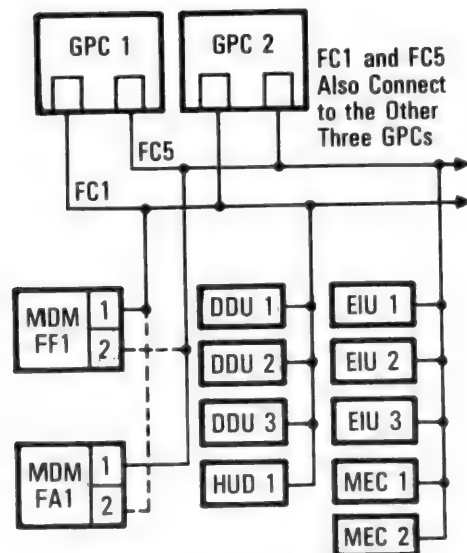 GPC 1
GPC 2
FC1 and FC5
Also Connect
to the Other
Three GPCs
FC5
FC1
MDM
FF1
1
2
DDU 1
DDU 2
DDU 3
HUD 1
EIU 1
EIU 2
EIU 3
MEC 1
MEC 2
MDM
FA1
1
2